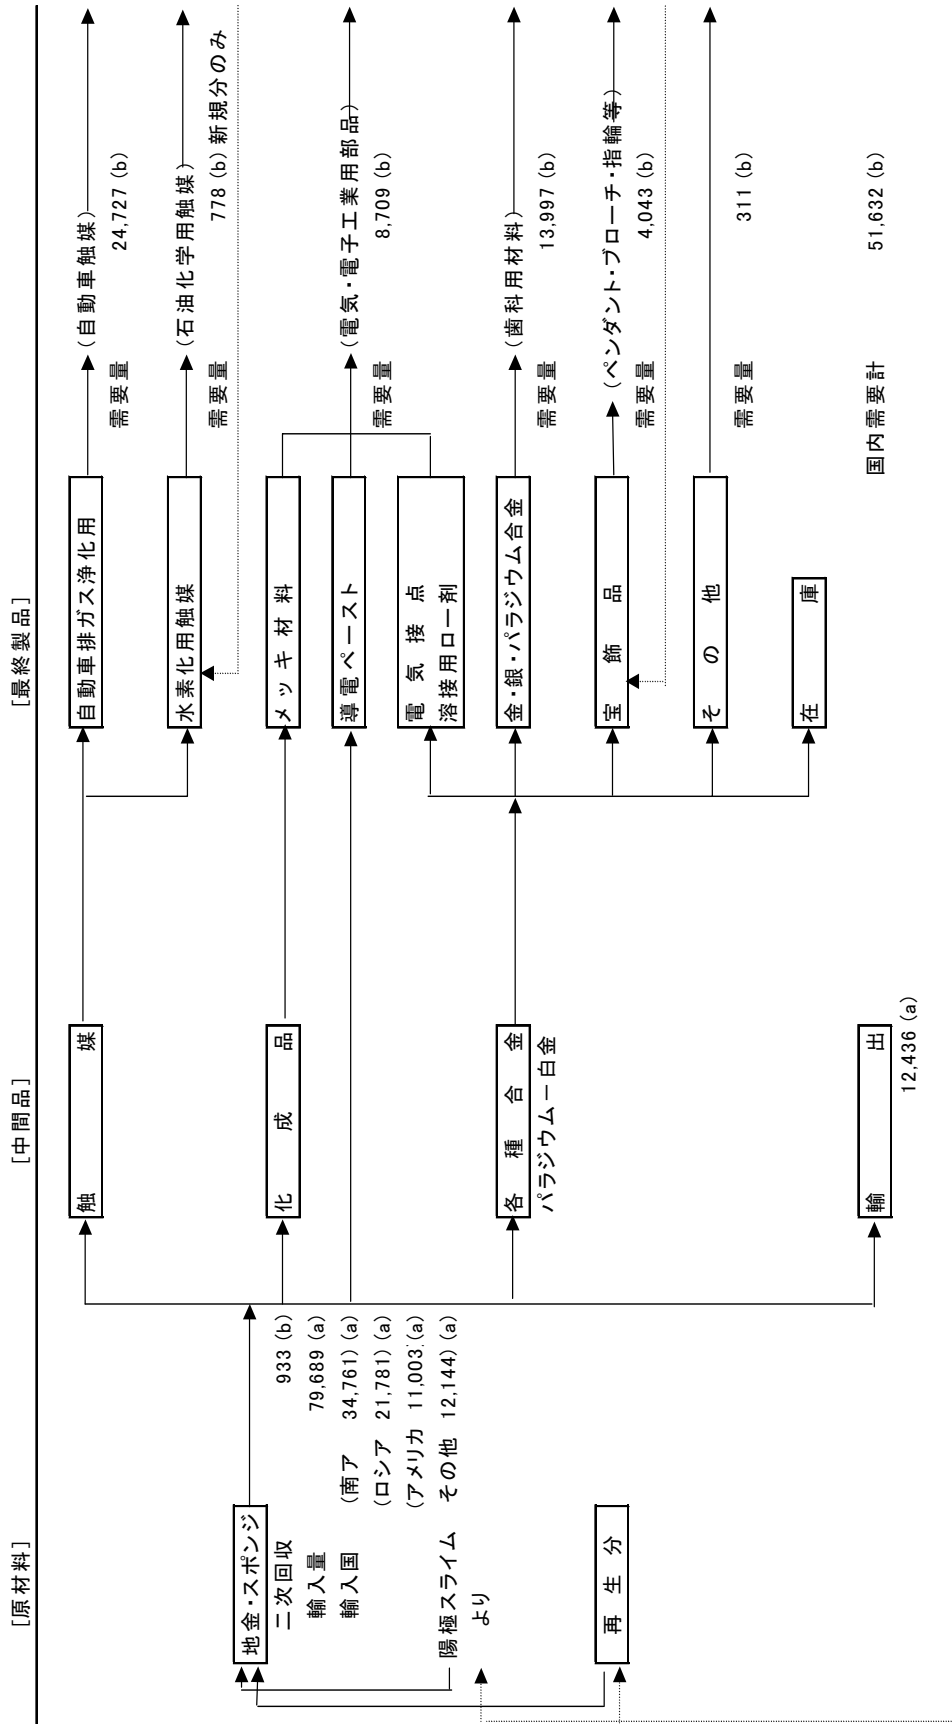 [原材料]
[中間品]
[最終製品]
地金・スポンジ
二次回収 933 (b)
輸入量 79,689 (a)
輸入国 (南ア 34,761) (a)
(ロシア 21,781) (a)
(アメリカ 11,003) (a)
その他 12,144) (a)
陽極スライム
より
再生分
触媒
化成品
各種合金
パラジウムー白金
輸出
12,436 (a)
自動車排ガス浄化用
(自動車触媒)
需要量 24,727 (b)
水素化用触媒
(石油化学用触媒)
需要量 778 (b) 新規分のみ
メッキ材料
導電ペースト
(電気・電子工業用部品)
需要量 8,709 (b)
電気接点
溶接用ロー剤
金・銀・パラジウム合金
(歯科用材料)
需要量 13,997 (b)
宝飾品
(ペンダント・ブローチ・指輪等)
需要量 4,043 (b)
その他
需要量 311 (b)
在庫
国内需要計 51,632 (b)